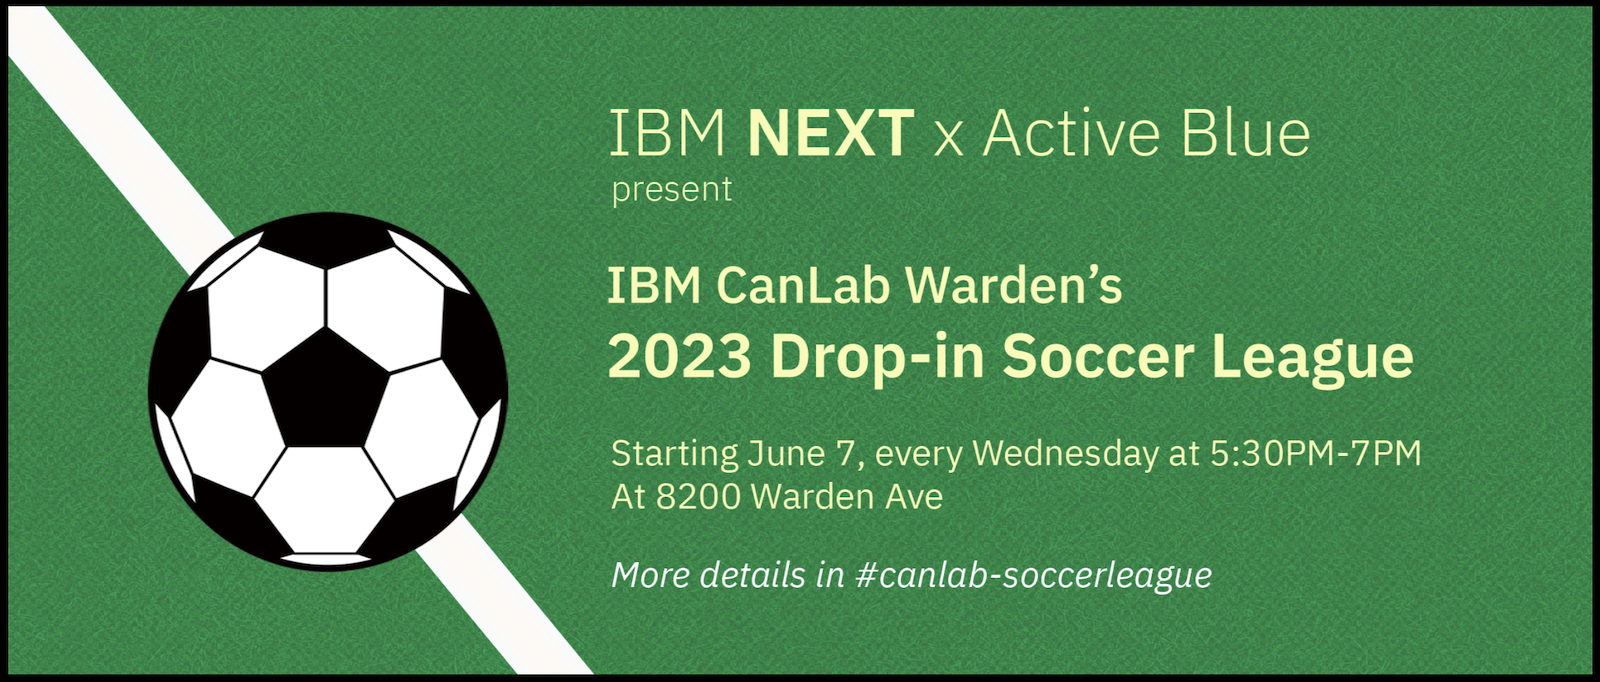 IBM NEXT x Active Blue
present
IBM CanLab Warden’s
2023 Drop-in Soccer League
Starting June 7, every Wednesday at 5:30PM-7PM
At 8200 Warden Ave
More details in #canlab-soccerleague